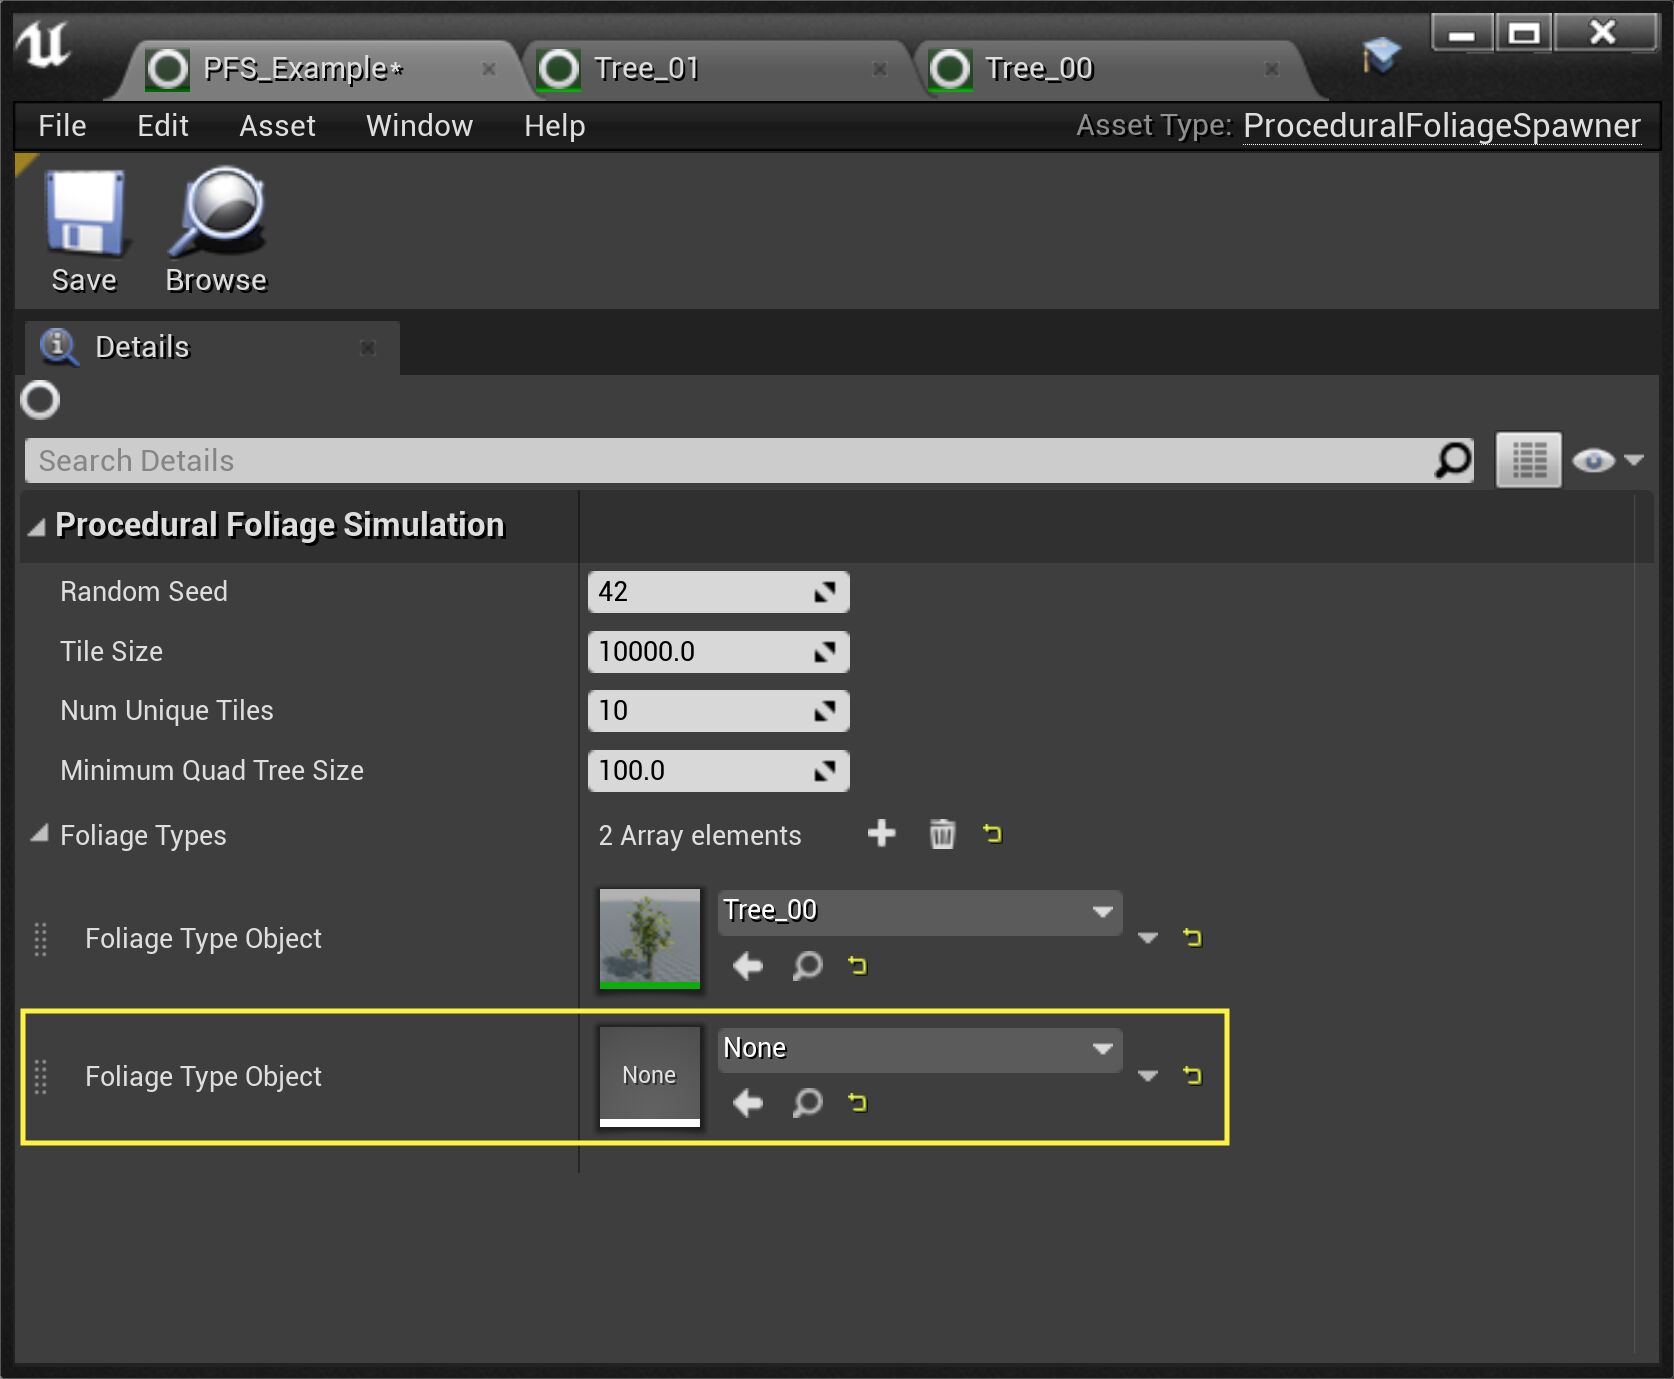 PFS_Example* Tree_01 Tree_00
File Edit Asset Window Help Asset Type: ProceduralFoliageSpawner
Save Browse
Details
Search Details
Procedural Foliage Simulation
Random Seed 42
Tile Size 10000.0
Num Unique Tiles 10
Minimum Quad Tree Size 100.0
Foliage Types 2 Array elements
Tree_00
Foliage Type Object
None
Foliage Type Object None